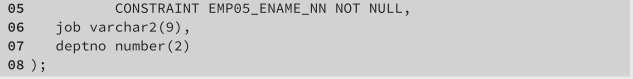 05 CONSTRAINT EMP05_ENAME_NN NOT NULL,
06 job varchar2(9),
07 deptno number(2)
08 );